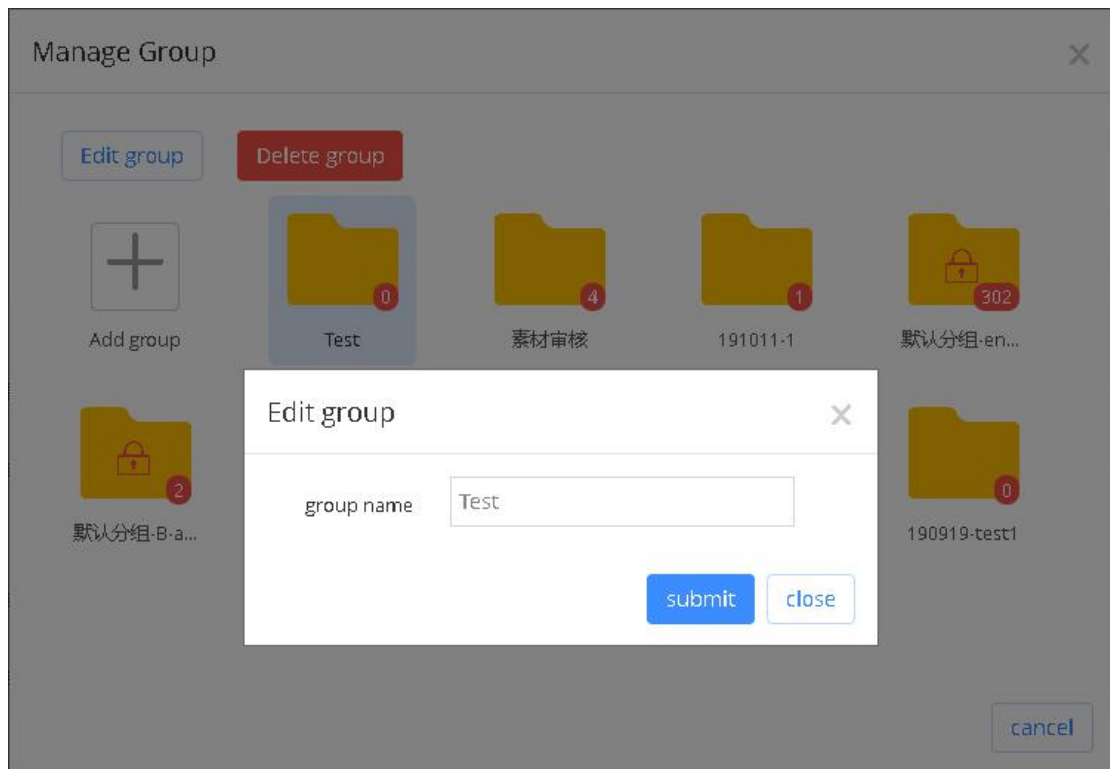 Manage Group
Edit group
Delete group
0
4
1
302
Add group
Test
素材审核
191011-1
默认分组-en...
Edit group
group name
Test
submit
close
2
0
默认分组-B-a...
190919-test1
cancel